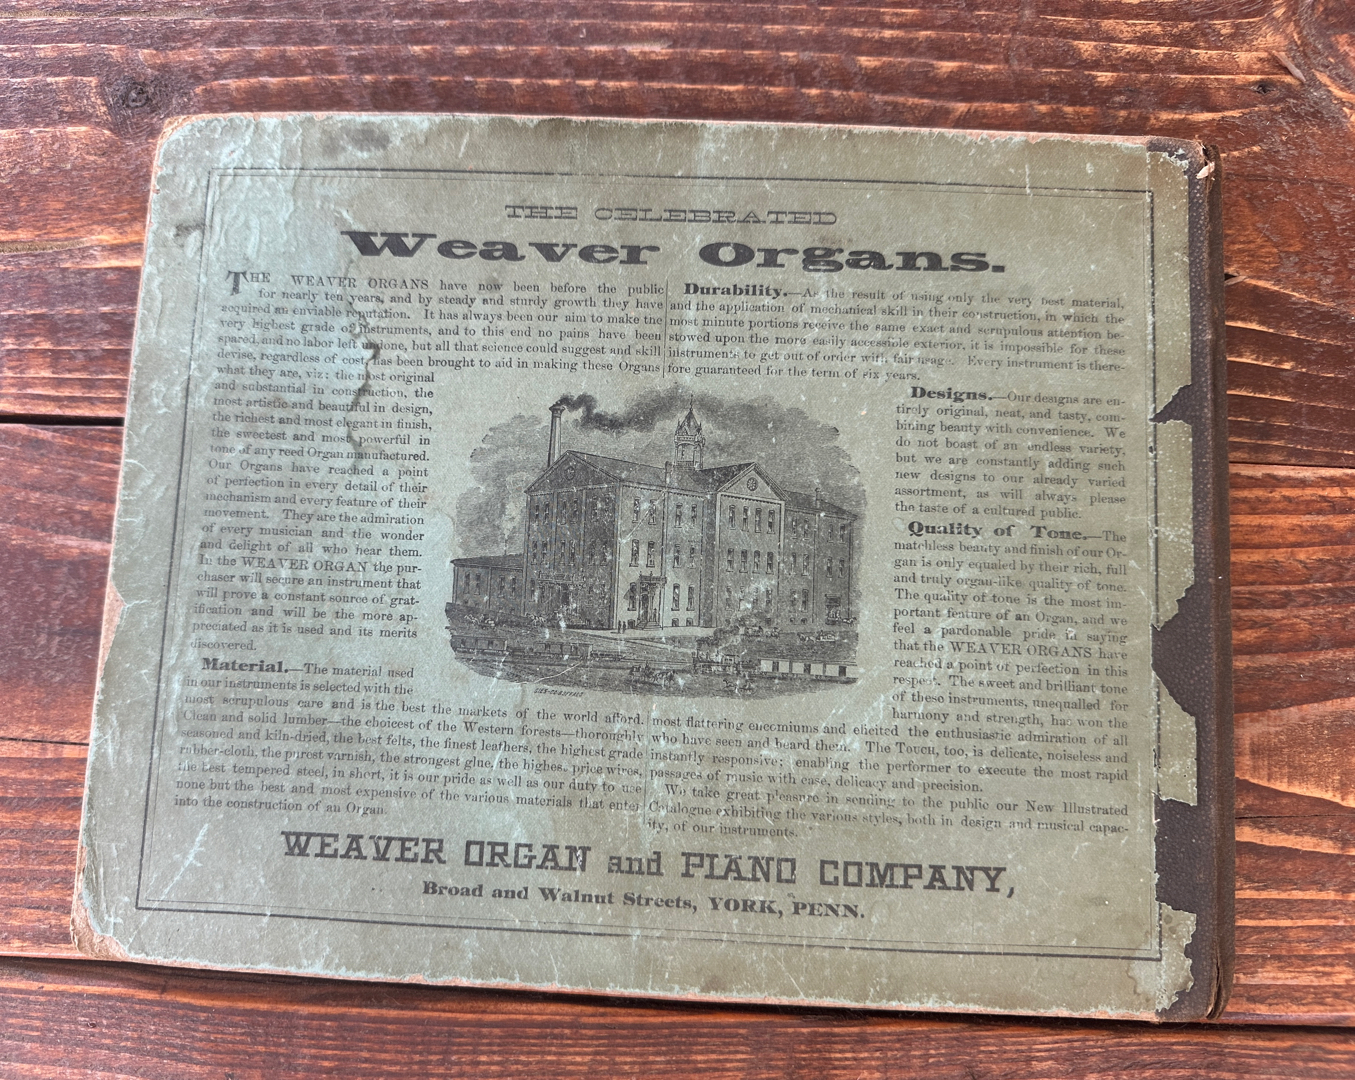 THE CELEBRATED
Weaver Organs.
THE WEAVER ORGANS have now been before the public
for nearly ten years, and by steady and sturdy growth they have
acquired an enviable reputation. It has always been our aim to make the
very highest grade of instruments, and to this end no pains have been
spared, and no labor left undone, but all that science could suggest and skill
devise, regardless of cost, has been brought to aid in making these Organs
what they are, viz: the most original
and substantial in construction, the
most artistic and beautiful in design,
the richest and most elegant in finish,
the sweetest and most powerful in
tone of any reed Organ manufactured.
Our Organs have reached a point
of perfection in every detail of their
mechanism and every feature of their
movement. They are the admiration
of every musician and the wonder
and delight of all who hear them.
In the WEAVER ORGAN the pur-
chaser will secure an instrument that
will prove a constant source of grat-
ification and will be the more ap-
preciated as it is used and its merits
discovered.
Material.—The material used
in our instruments is selected with the
most scrupulous care and is the best the markets of the world afford.
Clean and solid lumber—the choicest of the Western forests—thoroughly
seasoned and kiln-dried, the best felts, the finest leathers, the highest grade
rubber-cloth, the purest varnish, the strongest glue, the highest price wires,
the best tempered steel, in short, it is our pride as well as our duty to use
none but the best and most expensive of the various materials that enter
into the construction of an Organ.
Durability.—As the result of using only the very best material,
and the application of mechanical skill in their construction, in which the
most minute portions receive the same exact and scrupulous attention be-
stowed upon the more easily accessible exterior, it is impossible for these
instruments to get out of order with fair usage. Every instrument is there-
fore guaranteed for the term of six years.
Designs.—Our designs are en-
tirely original, neat, and tasty, com-
bining beauty with convenience. We
do not boast of an endless variety,
but we are constantly adding such
new designs to our already varied
assortment, as will always please
the taste of a cultured public.
Quality of Tone.—The
matchless beauty and finish of our Or-
gan is only equaled by their rich, full
and truly organ-like quality of tone.
The quality of tone is the most im-
portant feature of an Organ, and we
feel a pardonable pride in saying
that the WEAVER ORGANS have
reached a point of perfection in this
respect. The sweet and brilliant tone
of these instruments, unequalled for
harmony and strength, has won the
most flattering encomiums and elicited the enthusiastic admiration of all
who have seen and heard them. The TOUCH, too, is delicate, noiseless and
instantly responsive; enabling the performer to execute the most rapid
passages of music with ease, delicacy and precision.
We take great pleasure in sending to the public our New Illustrated
Catalogue exhibiting the various styles, both in design and musical capac-
ity, of our instruments.
WEAVER ORGAN and PIANO COMPANY,
Broad and Walnut Streets, YORK, PENN.